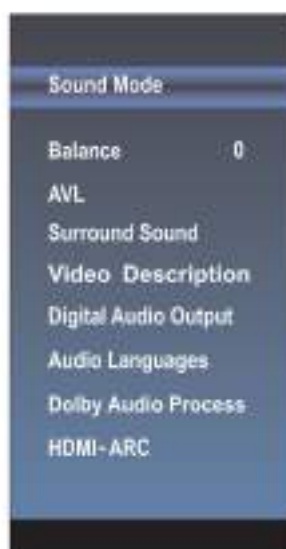 Sound Mode
Balance 0
AVL
Surround Sound
Video Description
Digital Audio Output
Audio Languages
Dolby Audio Process
HDMI-ARC